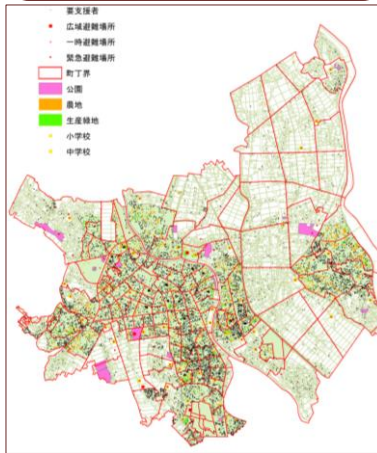 要支援者
広域避難場所
一時避難場所
緊急避難場所
町丁界
公園
農地
生産緑地
小学校
中学校